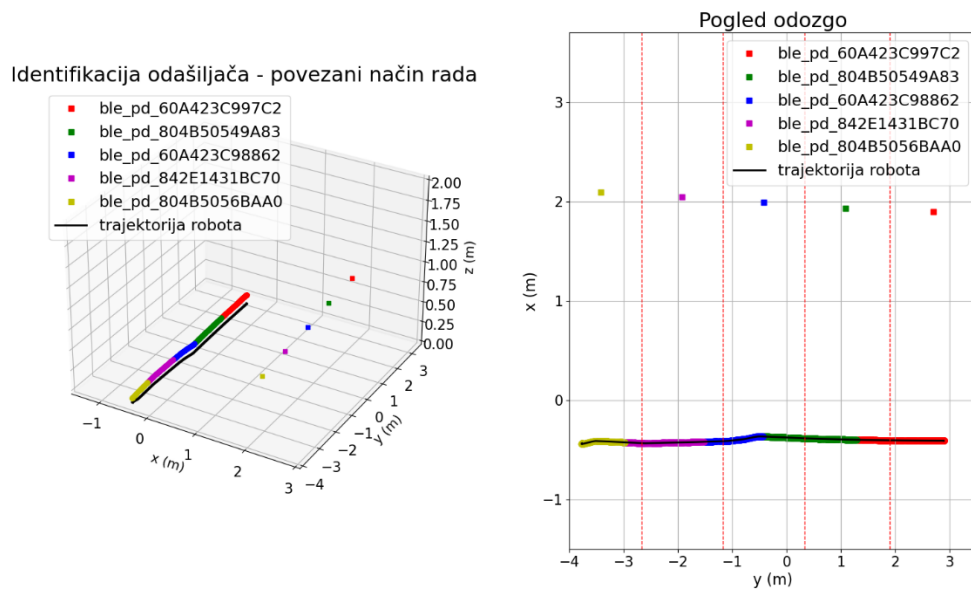 Identifikacija odašiljača - povezani način rada
ble_pd_60A423C997C2
ble_pd_804B50549A83
ble_pd_60A423C98862
ble_pd_842E1431BC70
ble_pd_804B5056BAA0
trajektorija robota
2.00
1.75
1.50
1.25
1.00
0.75
0.50
0.25
0.00
z (m)
−1
0
1
2
3
x (m)
−4
−3
−2
−1
0
1
2
3
y (m)
Pogled odozgo
ble_pd_60A423C997C2
ble_pd_804B50549A83
ble_pd_60A423C98862
ble_pd_842E1431BC70
ble_pd_804B5056BAA0
trajektorija robota
3
2
1
0
−1
x (m)
−4
−3
−2
−1
0
1
2
3
4
y (m)